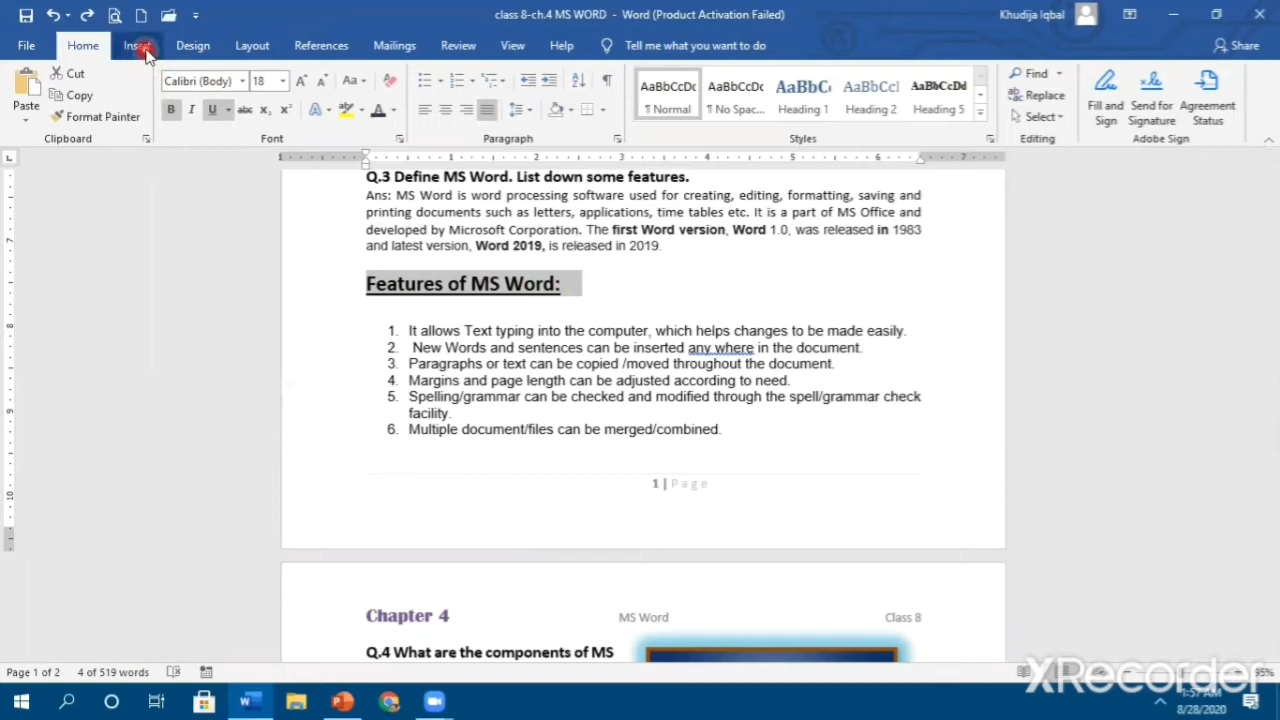 class 8-ch.4 MS WORD - Word (Product Activation Failed)
Khudija Iqbal
File Home Insert Design Layout References Mailings Review View Help Tell me what you want to do Share
Paste
Cut
Copy
Format Painter
Clipboard
Calibri (Body) 18
Font
Paragraph
AaBbCcDc AaBbCcDc AaBbC AaBbCc AaBbCcDd
¶ Normal ¶ No Spac... Heading 1 Heading 2 Heading 5
Styles
Find
Replace
Select
Editing
Fill and Sign
Send for Signature
Agreement Status
Adobe Sign
Q.3 Define MS Word. List down some features.
Ans: MS Word is word processing software used for creating, editing, formatting, saving and
printing documents such as letters, applications, time tables etc. It is a part of MS Office and
developed by Microsoft Corporation. The first Word version, Word 1.0, was released in 1983
and latest version, Word 2019, is released in 2019.
Features of MS Word:
1. It allows Text typing into the computer, which helps changes to be made easily.
2. New Words and sentences can be inserted any where in the document.
3. Paragraphs or text can be copied /moved throughout the document.
4. Margins and page length can be adjusted according to need.
5. Spelling/grammar can be checked and modified through the spell/grammar check
facility.
6. Multiple document/files can be merged/combined.
1 | Page
Chapter 4 MS Word Class 8
Q.4 What are the components of MS
Page 1 of 2 4 of 519 words
95%
XRecorder
1:57 AM
8/28/2020